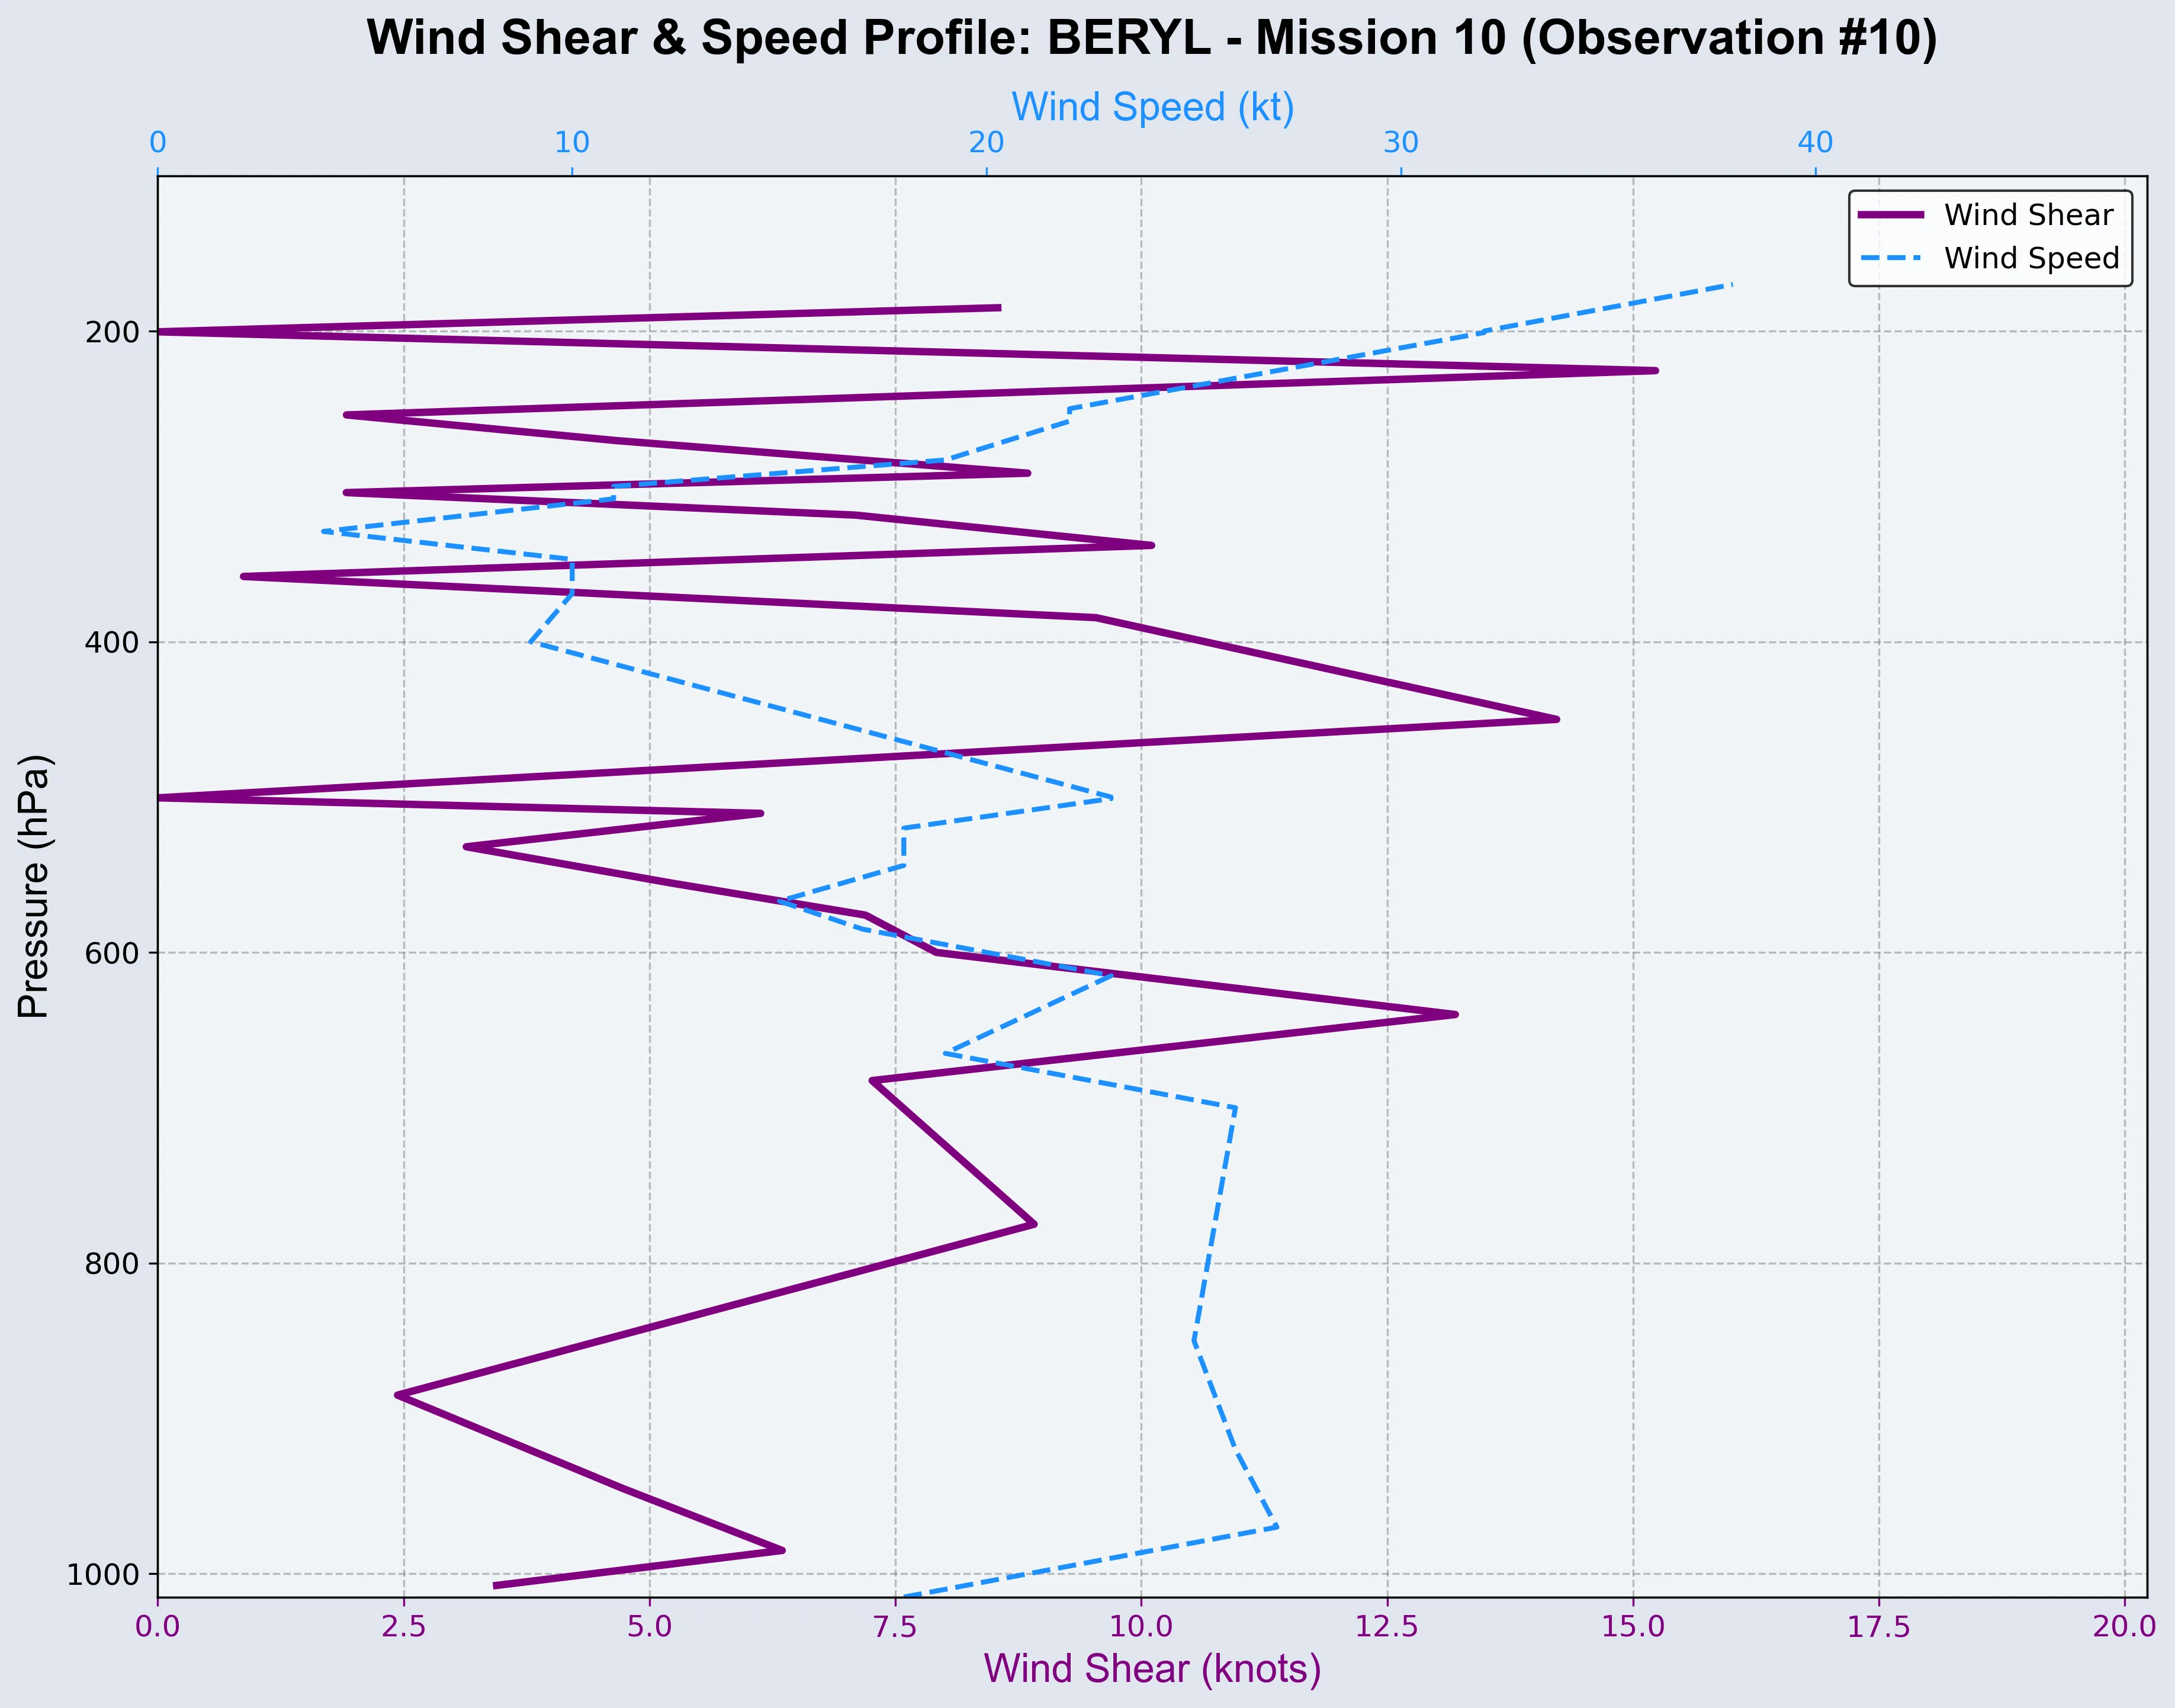 Wind Shear & Speed Profile: BERYL - Mission 10 (Observation #10)
Wind Speed (kt)
0 10 20 30 40
Wind Shear
Wind Speed
200
400
600
800
1000
Pressure (hPa)
0.0 2.5 5.0 7.5 10.0 12.5 15.0 17.5 20.0
Wind Shear (knots)